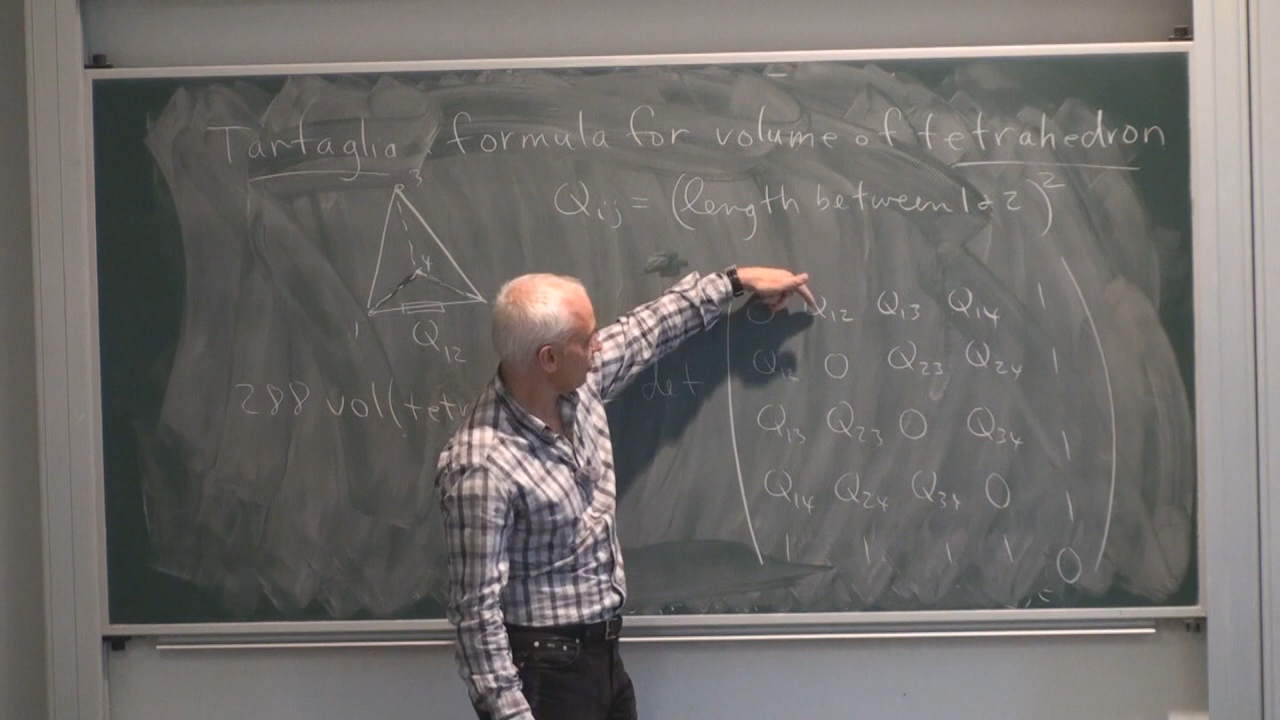 Tartaglia formula for volume of tetrahedron
Qij = (length between 1 & 2)²
3
4
1
Q12
288 vol(tetr
det
0 Q12 Q13 Q14 1
Q12 0 Q23 Q24 1
Q13 Q23 0 Q34 1
Q14 Q24 Q34 0 1
1 1 1 1 0